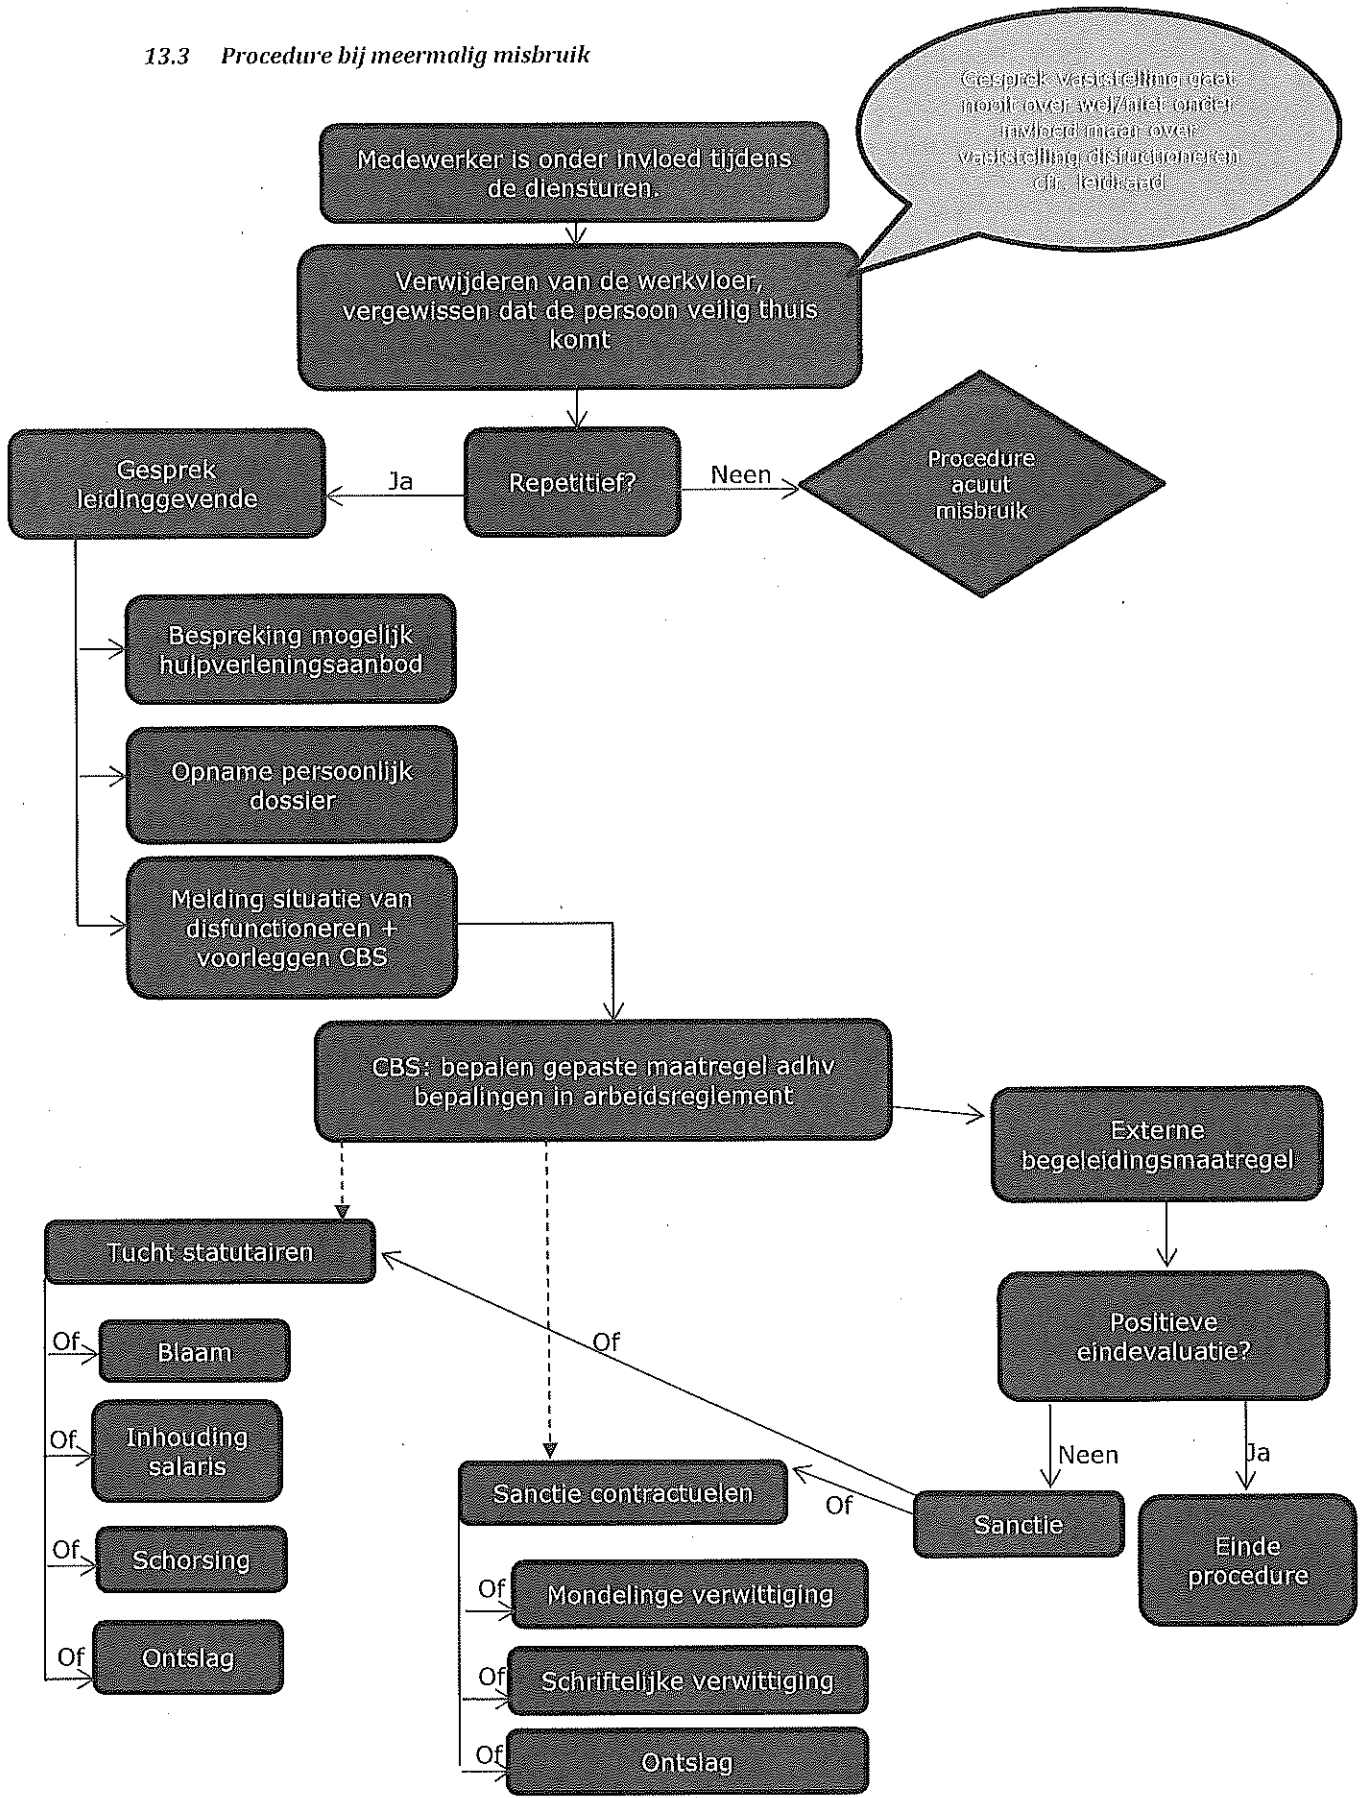 13.3 Procedure bij meermalig misbruik
Gesprek vaststelling gaat
nooit over wel/niet onder
invloed maar over
vaststelling disfuctioneren
cfr. leidraad
Medewerker is onder invloed tijdens
de diensturen.
Verwijderen van de werkvloer,
vergewissen dat de persoon veilig thuis
komt
Gesprek
leidinggevende
Ja
Repetitief?
Neen
Procedure
acuut
misbruik
Bespreking mogelijk
hulpverleningsaanbod
Opname persoonlijk
dossier
Melding situatie van
disfunctioneren +
voorleggen CBS
CBS: bepalen gepaste maatregel adhv
bepalingen in arbeidsreglement
Externe
begeleidingsmaatregel
Positieve
eindevaluatie?
Neen
Ja
Sanctie
Einde
procedure
Of
Of
Tucht statutairen
Of
Blaam
Of
Inhouding
salaris
Of
Schorsing
Of
Ontslag
Sanctie contractuelen
Of
Mondelinge verwittiging
Of
Schriftelijke verwittiging
Of
Ontslag